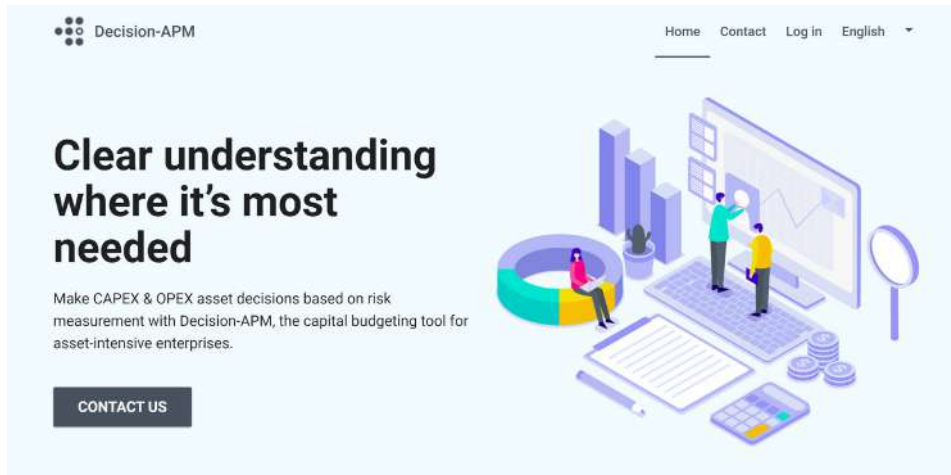 Decision-APM
Home Contact Log in English
Clear understanding
where it's most
needed
Make CAPEX & OPEX asset decisions based on risk
measurement with Decision-APM, the capital budgeting tool for
asset-intensive enterprises.
CONTACT US